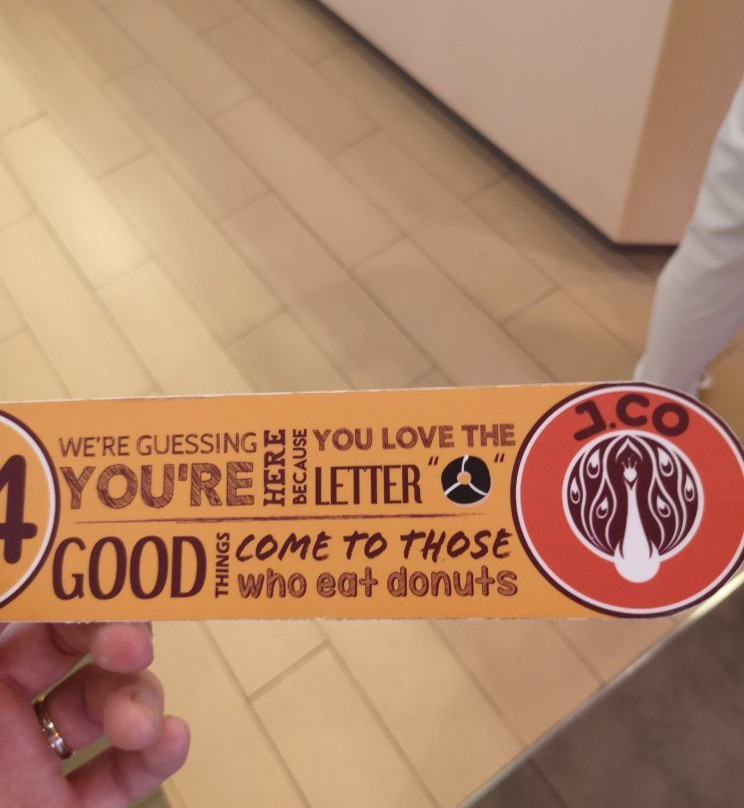 4
WE'RE GUESSING
YOU'RE
HERE
BECAUSE
YOU LOVE THE
LETTER " "
GOOD
THINGS
COME TO THOSE
who eat donuts
J.CO